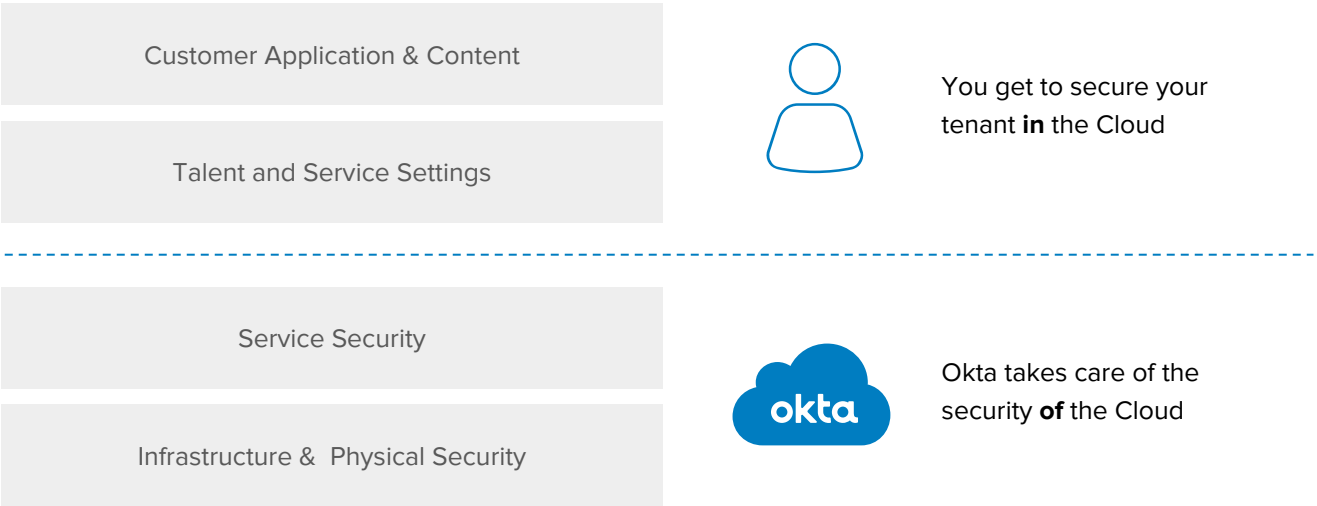 Customer Application & Content
You get to secure your
tenant in the Cloud
Talent and Service Settings
Service Security
okta
Okta takes care of the
security of the Cloud
Infrastructure & Physical Security